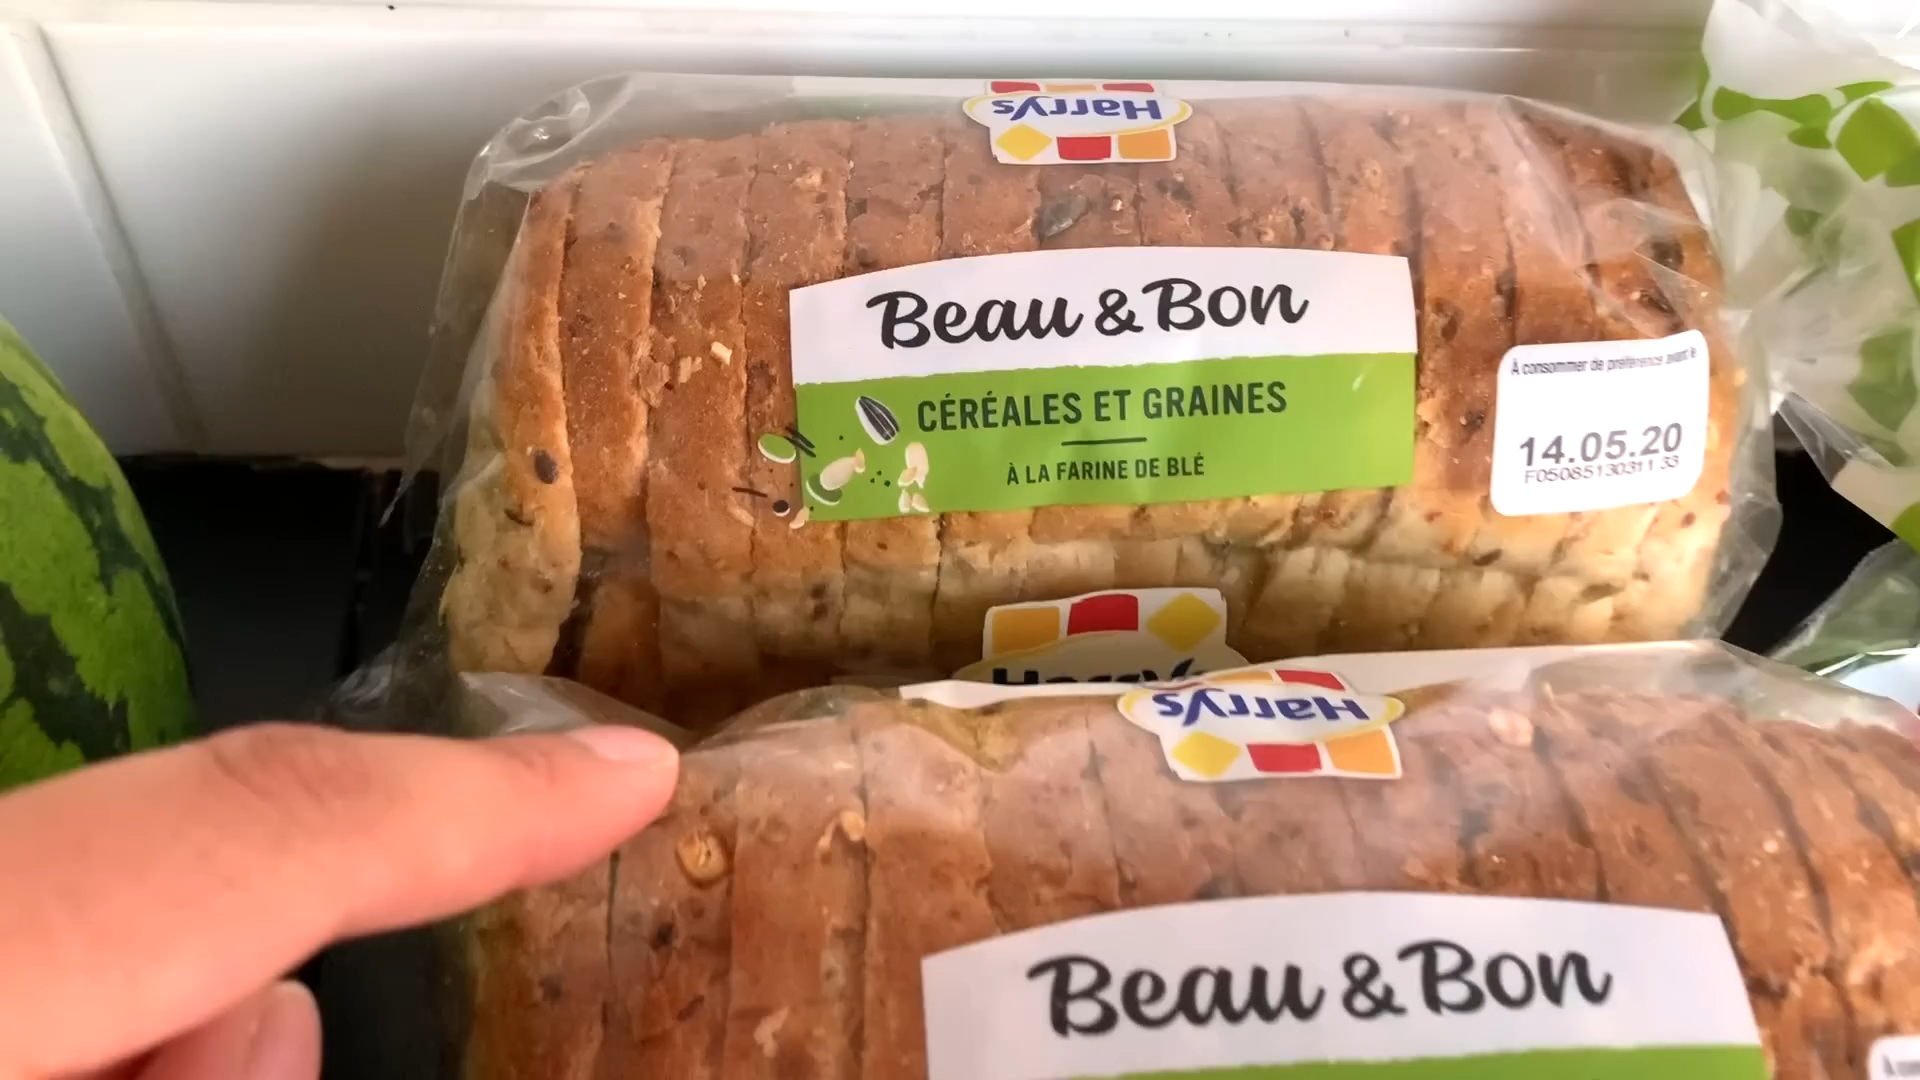 Harrys
Beau & Bon
CÉRÉALES ET GRAINES
À LA FARINE DE BLÉ
À consommer de préférence avant le
14.05.20
F05085130311 33
Harrys
Harrys
Beau & Bon